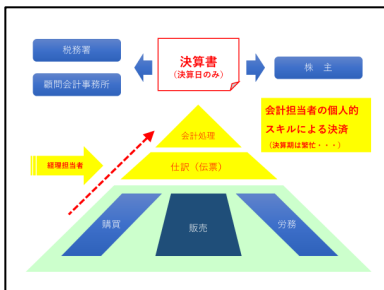 税務署
顧問会計事務所
決算書
(決算日のみ)
株 主
会計担当者の個人的
スキルによる決済
(決算期は繁忙・・・)
会計処理
経理担当者
仕訳(伝票)
購買
販売
労務